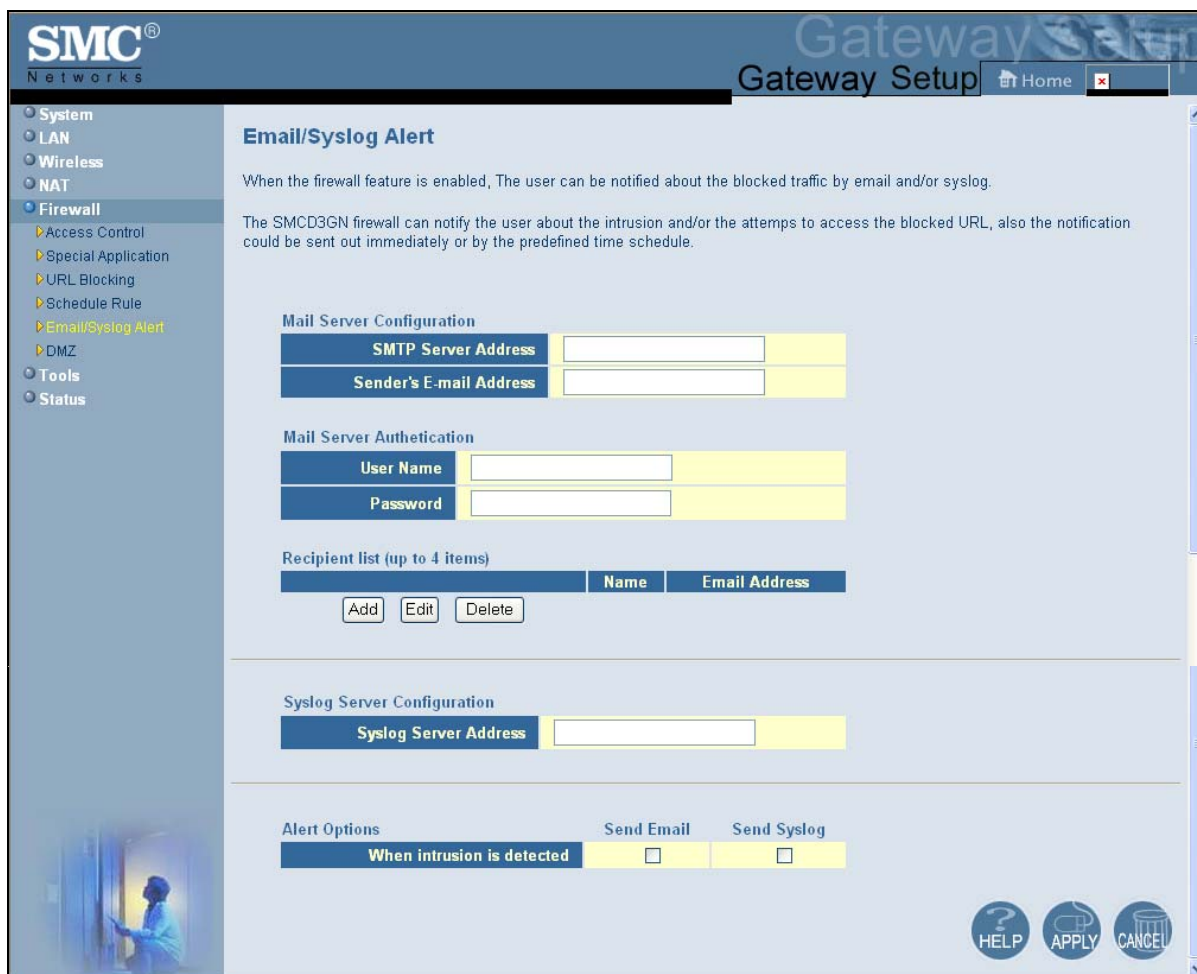 SMC®
Networks
Gateway Setup
Gateway Setup
Home
System
LAN
Wireless
NAT
Firewall
Access Control
Special Application
URL Blocking
Schedule Rule
Email/Syslog Alert
DMZ
Tools
Status
Email/Syslog Alert
When the firewall feature is enabled, The user can be notified about the blocked traffic by email and/or syslog.
The SMCD3GN firewall can notify the user about the intrusion and/or the attemps to access the blocked URL, also the notification
could be sent out immediately or by the predefined time schedule.
Mail Server Configuration
SMTP Server Address
Sender's E-mail Address
Mail Server Authetication
User Name
Password
Recipient list (up to 4 items)
Name Email Address
Add Edit Delete
Syslog Server Configuration
Syslog Server Address
Alert Options Send Email Send Syslog
When intrusion is detected
HELP APPLY CANCEL